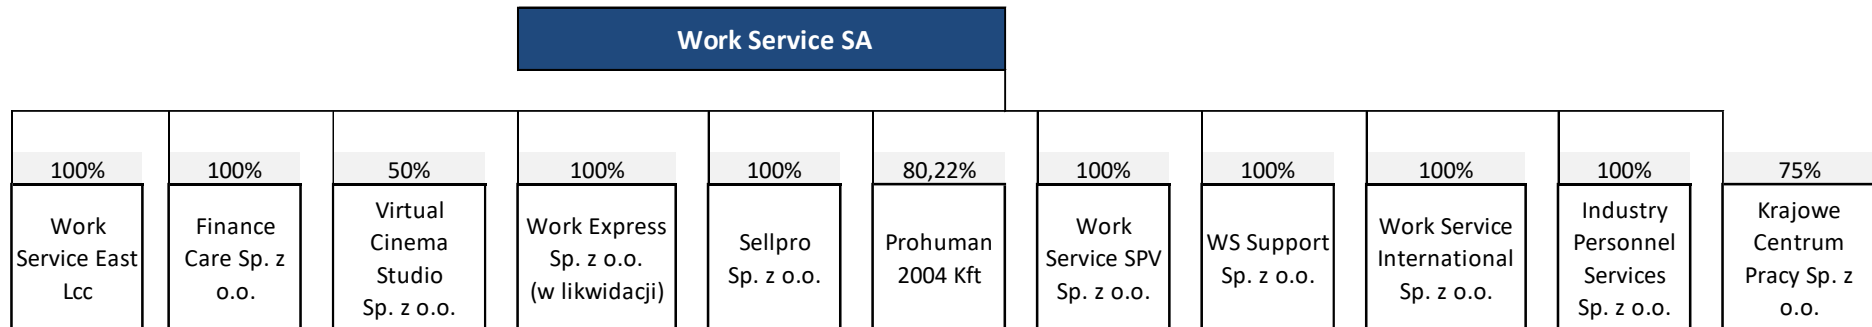 Work Service SA
100%
100%
50%
100%
100%
80,22%
100%
100%
100%
100%
75%
Work
Service East
Lcc
Finance
Care Sp. z
o.o.
Virtual
Cinema
Studio
Sp. z o.o.
Work Express
Sp. z o.o.
(w likwidacji)
Sellpro
Sp. z o.o.
Prohuman
2004 Kft
Work
Service SPV
Sp. z o.o.
WS Support
Sp. z o.o.
Work Service
International
Sp. z o.o.
Industry
Personnel
Services
Sp. z o.o.
Krajowe
Centrum
Pracy Sp. z
o.o.